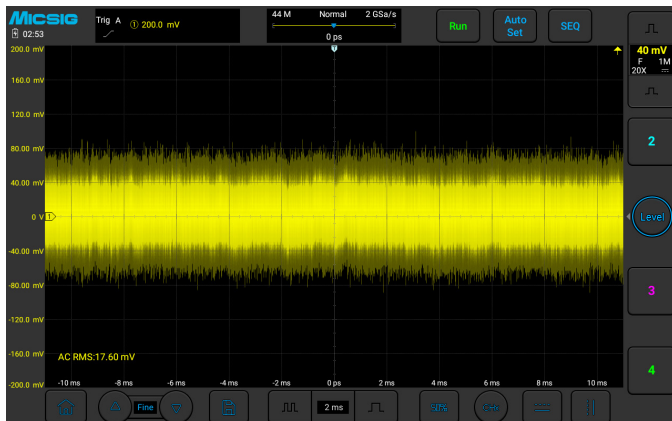 MICSIG
02:53
Trig A
① 200.0 mV
44 M Normal 2 GSa/s
0 ps
Run
Auto
Set
SEQ
200.0 mV
160.0 mV
120.0 mV
80.00 mV
40.00 mV
0 V
1
-40.00 mV
-80.00 mV
-120.0 mV
-160.0 mV
-200.0 mV
AC RMS:17.60 mV
-10 ms -8 ms -6 ms -4 ms -2 ms 0 ps 2 ms 4 ms 6 ms 8 ms 10 ms
40 mV
F 1M
20X
2
Level
3
4
Fine
2 ms
50%